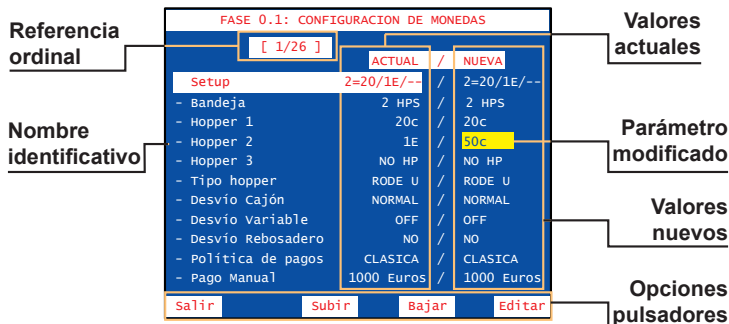 FASE 0.1: CONFIGURACION DE MONEDAS
Referencia
ordinal
[ 1/26 ]
Valores
actuales
ACTUAL / NUEVA
Setup 2=20/1E/-- / 2=20/1E/--
- Bandeja 2 HPS / 2 HPS
- Hopper 1 20c / 20c
- Hopper 2 1E / 50c
- Hopper 3 NO HP / NO HP
- Tipo hopper RODE U / RODE U
- Desvío Cajón NORMAL / NORMAL
- Desvío Variable OFF / OFF
- Desvío Rebosadero NO / NO
- Política de pagos CLASICA / CLASICA
- Pago Manual 1000 Euros / 1000 Euros
Nombre
identificativo
Parámetro
modificado
Valores
nuevos
Salir Subir Bajar Editar
Opciones
pulsadores